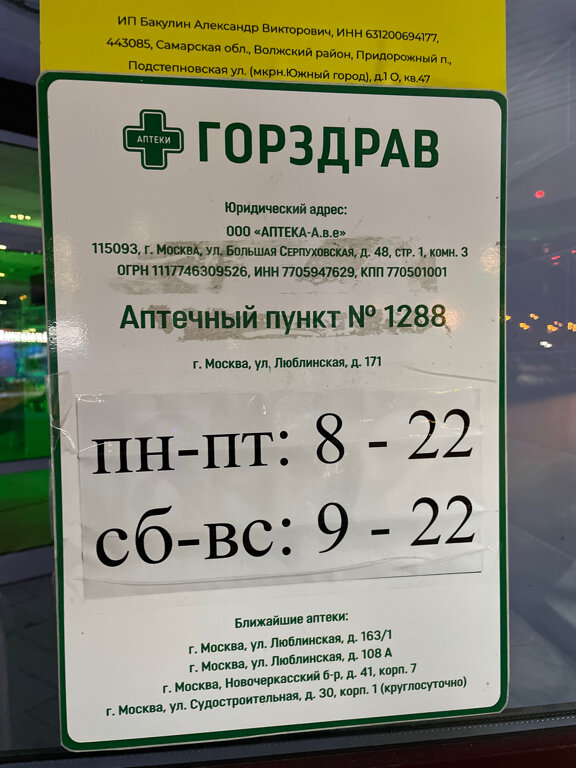 ИП Бакулин Александр Викторович, ИНН 631200694177,
443085, Самарская обл., Волжский район, Придорожный п.,
Подстепновская ул. (мкрн.Южный город), д.1 О, кв.47
АПТЕКИ
ГОРЗДРАВ
Юридический адрес:
ООО «АПТЕКА-А.в.е»
115093, г. Москва, ул. Большая Серпуховская, д. 48, стр. 1, комн. 3
ОГРН 1117746309526, ИНН 7705947629, КПП 770501001
Аптечный пункт № 1288
г. Москва, ул. Люблинская, д. 171
пн-пт: 8 - 22
сб-вс: 9 - 22
Ближайшие аптеки:
г. Москва, ул. Люблинская, д. 163/1
г. Москва, ул. Люблинская, д. 108 А
г. Москва, Новочеркасский б-р, д. 41, корп. 7
г. Москва, ул. Судостроительная, д. 30, корп. 1 (круглосуточно)